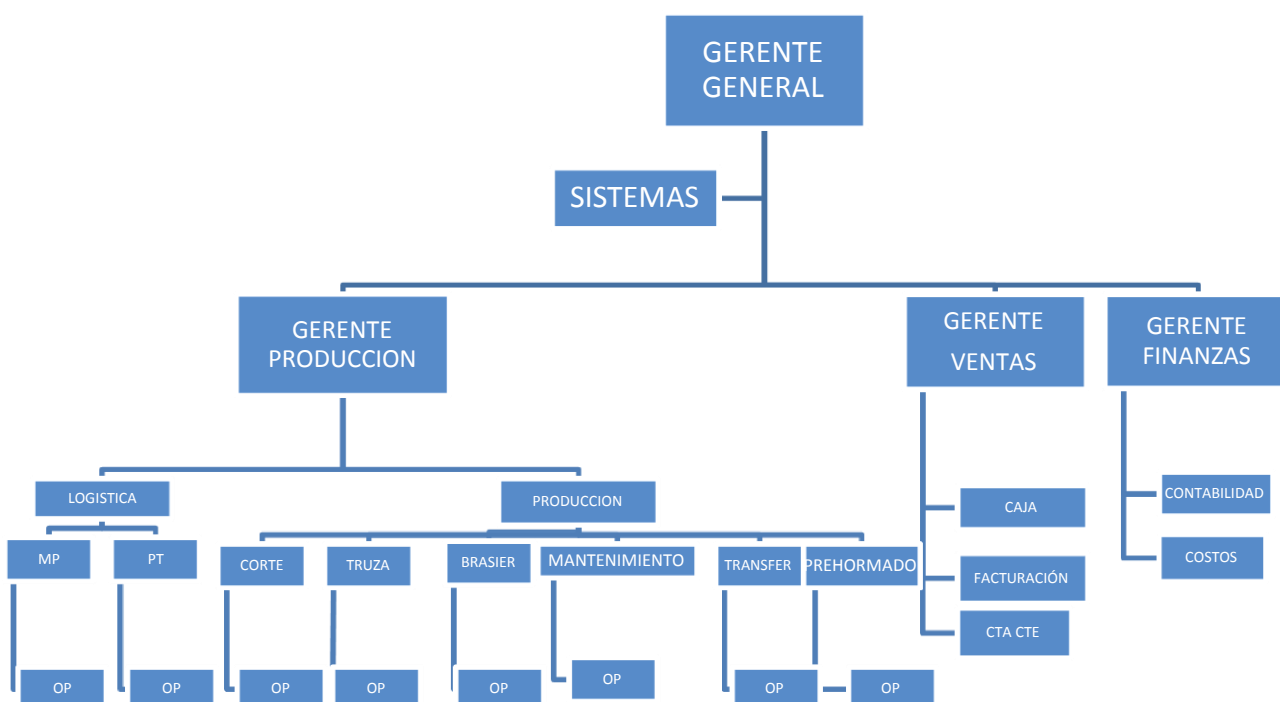 GERENTE
GENERAL
SISTEMAS
GERENTE
PRODUCCION
GERENTE
VENTAS
GERENTE
FINANZAS
LOGISTICA
PRODUCCION
CAJA
CONTABILIDAD
MP
PT
CORTE
TRUZA
BRASIER
MANTENIMIENTO
TRANSFER
PREHORMADO
FACTURACIÓN
COSTOS
CTA CTE
OP
OP
OP
OP
OP
OP
OP
OP